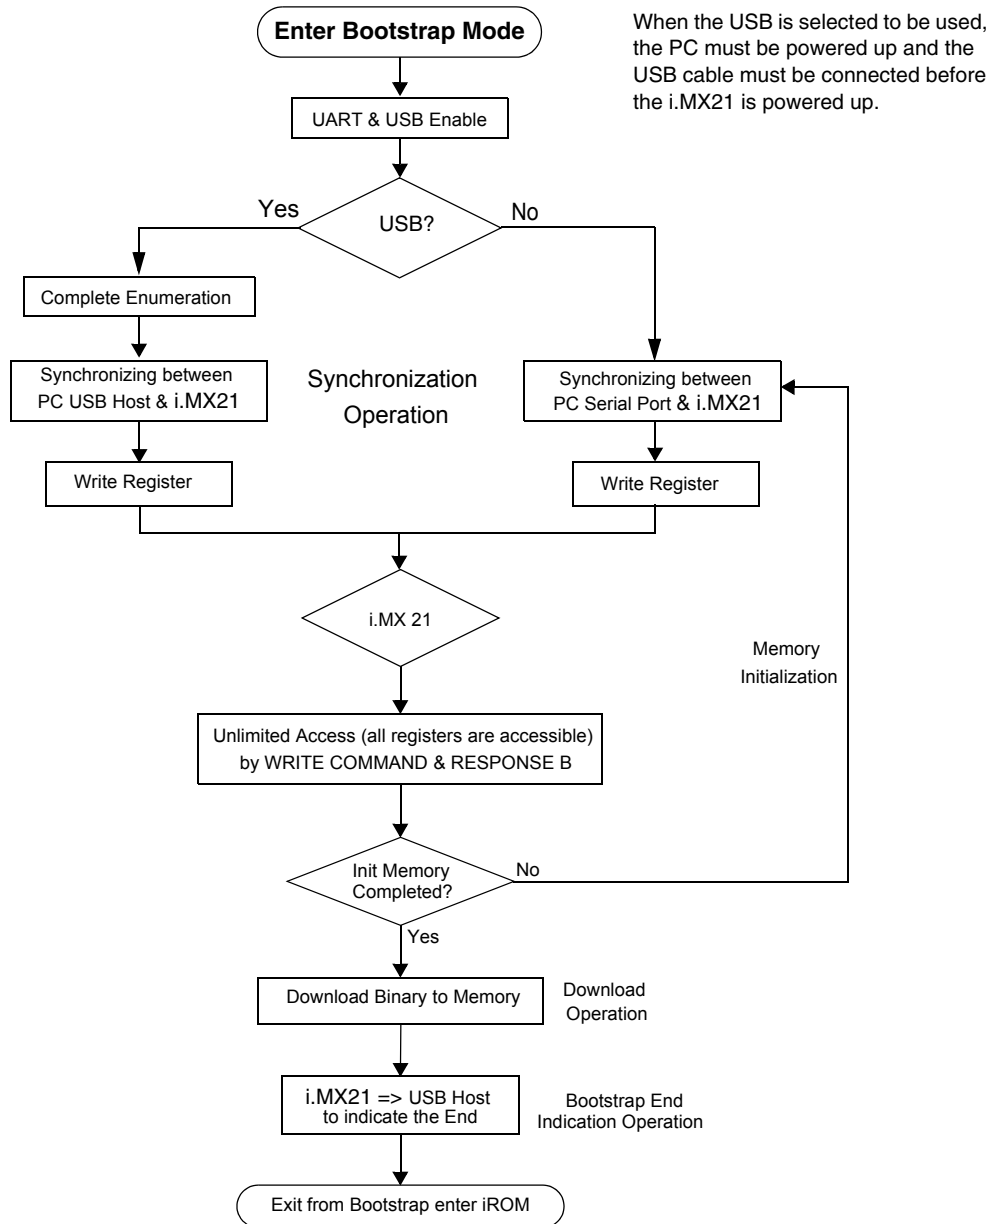 Enter Bootstrap Mode
When the USB is selected to be used,
the PC must be powered up and the
USB cable must be connected before
the i.MX21 is powered up.
UART & USB Enable
Yes
USB?
No
Complete Enumeration
Synchronizing between
PC USB Host & i.MX21
Synchronization
Operation
Synchronizing between
PC Serial Port & i.MX21
Write Register
Write Register
i.MX 21
Memory
Initialization
Unlimited Access (all registers are accessible)
by WRITE COMMAND & RESPONSE B
Init Memory
Completed?
No
Yes
Download Binary to Memory
Download
Operation
i.MX21 => USB Host
to indicate the End
Bootstrap End
Indication Operation
Exit from Bootstrap enter iROM